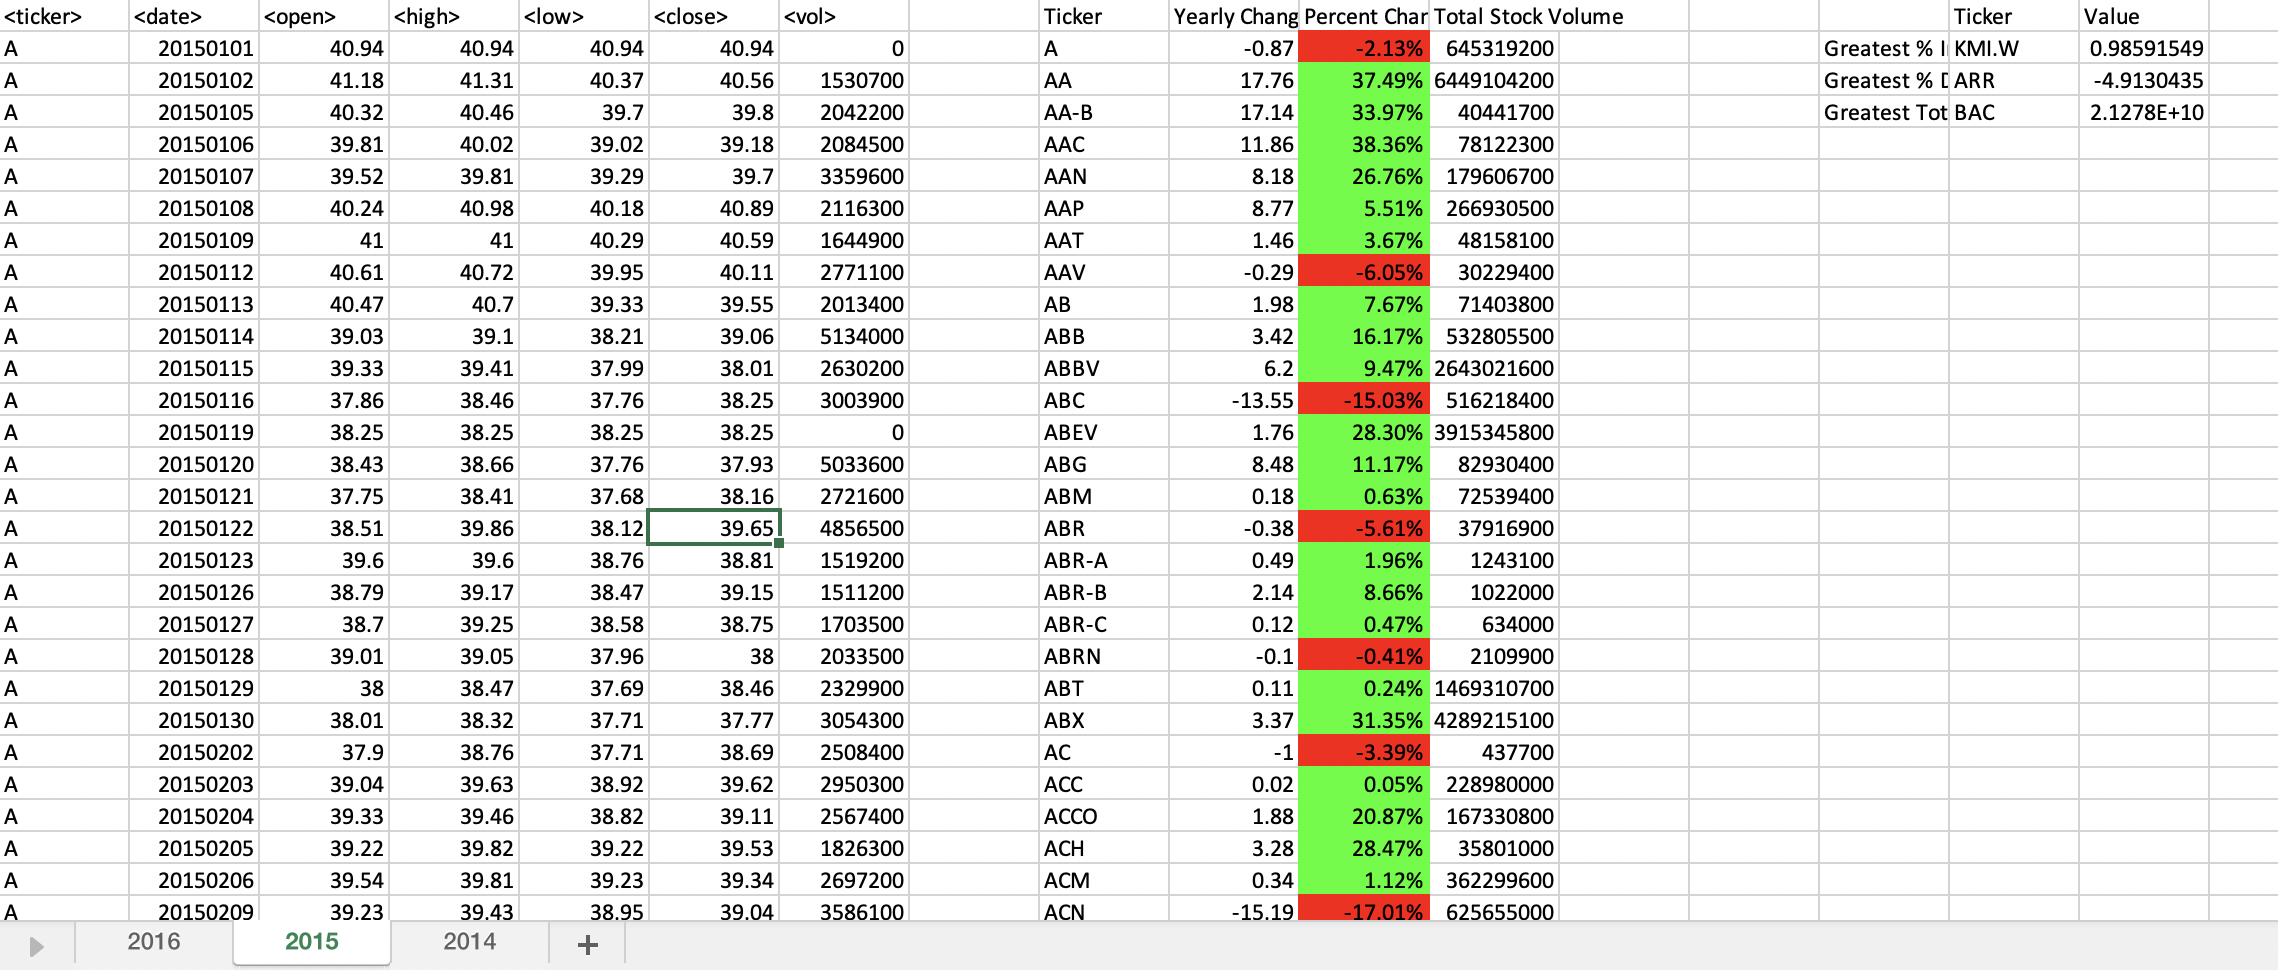 <ticker> <date> <open> <high> <low> <close> <vol> Ticker Yearly Chang Percent Char Total Stock Volume Ticker Value
A 20150101 40.94 40.94 40.94 40.94 0 A -0.87 -2.13% 645319200 Greatest % I KMI.W 0.98591549
A 20150102 41.18 41.31 40.37 40.56 1530700 AA 17.76 37.49% 6449104200 Greatest % D ARR -4.9130435
A 20150105 40.32 40.46 39.7 39.8 2042200 AA-B 17.14 33.97% 40441700 Greatest Tot BAC 2.1278E+10
A 20150106 39.81 40.02 39.02 39.18 2084500 AAC 11.86 38.36% 78122300
A 20150107 39.52 39.81 39.29 39.7 3359600 AAN 8.18 26.76% 179606700
A 20150108 40.24 40.98 40.18 40.89 2116300 AAP 8.77 5.51% 266930500
A 20150109 41 41 40.29 40.59 1644900 AAT 1.46 3.67% 48158100
A 20150112 40.61 40.72 39.95 40.11 2771100 AAV -0.29 -6.05% 30229400
A 20150113 40.47 40.7 39.33 39.55 2013400 AB 1.98 7.67% 71403800
A 20150114 39.03 39.1 38.21 39.06 5134000 ABB 3.42 16.17% 532805500
A 20150115 39.33 39.41 37.99 38.01 2630200 ABBV 6.2 9.47% 2643021600
A 20150116 37.86 38.46 37.76 38.25 3003900 ABC -13.55 -15.03% 516218400
A 20150119 38.25 38.25 38.25 38.25 0 ABEV 1.76 28.30% 3915345800
A 20150120 38.43 38.66 37.76 37.93 5033600 ABG 8.48 11.17% 82930400
A 20150121 37.75 38.41 37.68 38.16 2721600 ABM 0.18 0.63% 72539400
A 20150122 38.51 39.86 38.12 39.65 4856500 ABR -0.38 -5.61% 37916900
A 20150123 39.6 39.6 38.76 38.81 1519200 ABR-A 0.49 1.96% 1243100
A 20150126 38.79 39.17 38.47 39.15 1511200 ABR-B 2.14 8.66% 1022000
A 20150127 38.7 39.25 38.58 38.75 1703500 ABR-C 0.12 0.47% 634000
A 20150128 39.01 39.05 37.96 38 2033500 ABRN -0.1 -0.41% 2109900
A 20150129 38 38.47 37.69 38.46 2329900 ABT 0.11 0.24% 1469310700
A 20150130 38.01 38.32 37.71 37.77 3054300 ABX 3.37 31.35% 4289215100
A 20150202 37.9 38.76 37.71 38.69 2508400 AC -1 -3.39% 437700
A 20150203 39.04 39.63 38.92 39.62 2950300 ACC 0.02 0.05% 228980000
A 20150204 39.33 39.46 38.82 39.11 2567400 ACCO 1.88 20.87% 167330800
A 20150205 39.22 39.82 39.22 39.53 1826300 ACH 3.28 28.47% 35801000
A 20150206 39.54 39.81 39.23 39.34 2697200 ACM 0.34 1.12% 362299600
A 20150209 39.23 39.43 38.95 39.04 3586100 ACN -15.19 -17.01% 625655000
2016 2015 2014 +